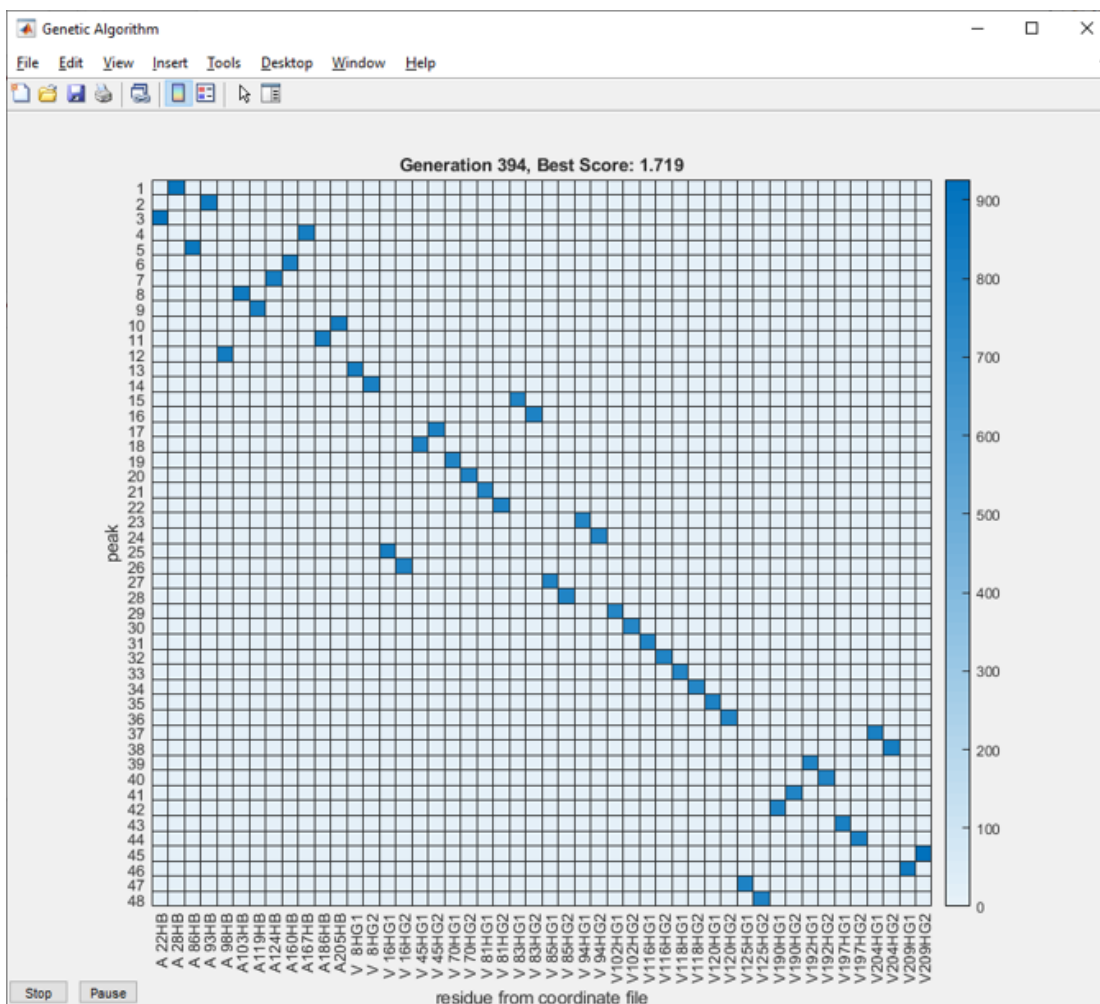 Genetic Algorithm
File Edit View Insert Tools Desktop Window Help
Generation 394, Best Score: 1.719
1
2
3
4
5
6
7
8
9
10
11
12
13
14
15
16
17
18
19
20
21
22
23
24
25
26
27
28
29
30
31
32
33
34
35
36
37
38
39
40
41
42
43
44
45
46
47
48
peak
900
800
700
600
500
400
300
200
100
0
A 22HB
A 28HB
A 86HB
A 93HB
A 98HB
A103HB
A119HB
A124HB
A160HB
A167HB
A186HB
A205HB
V 8HG1
V 8HG2
V 16HG1
V 16HG2
V 45HG1
V 45HG2
V 70HG1
V 70HG2
V 81HG1
V 81HG2
V 83HG1
V 83HG2
V 85HG1
V 85HG2
V 94HG1
V 94HG2
V102HG1
V102HG2
V116HG1
V116HG2
V118HG1
V118HG2
V120HG1
V120HG2
V125HG1
V125HG2
V190HG1
V190HG2
V192HG1
V192HG2
V197HG1
V197HG2
V204HG1
V204HG2
V209HG1
V209HG2
residue from coordinate file
Stop Pause